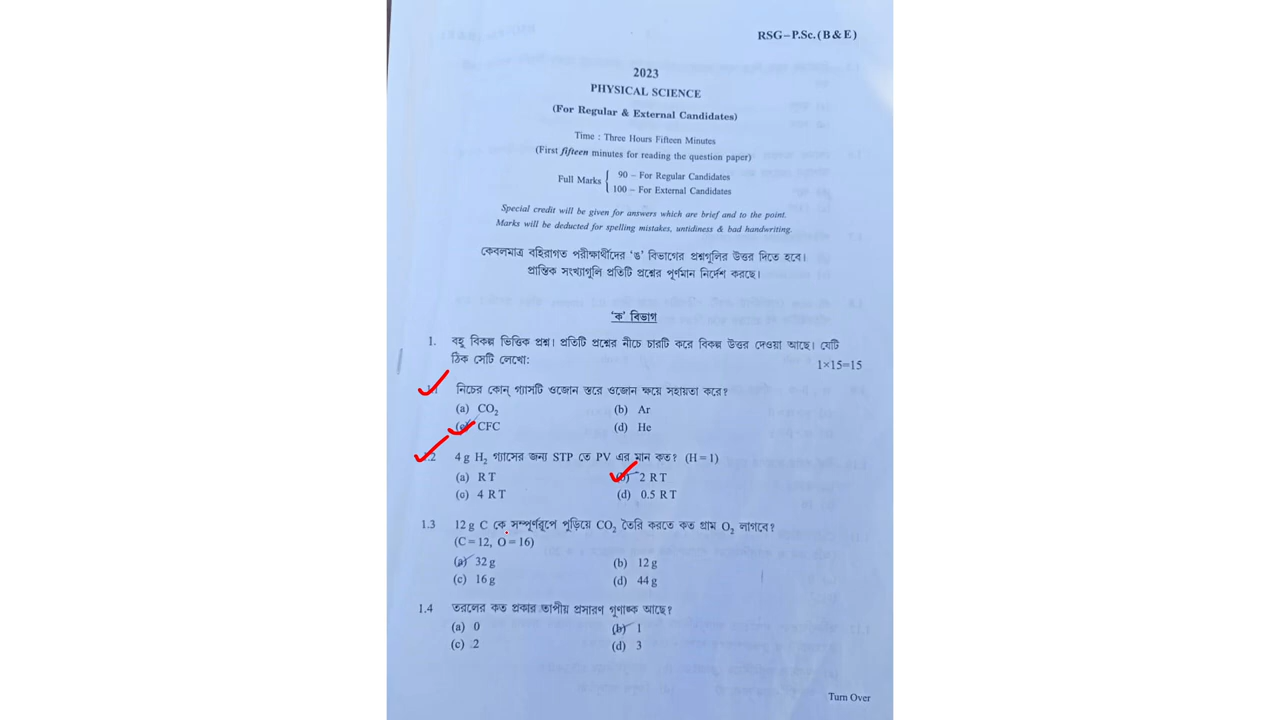 RSG–P.Sc.(B&E)
2023
PHYSICAL SCIENCE
(For Regular & External Candidates)
Time : Three Hours Fifteen Minutes
(First fifteen minutes for reading the question paper)
Full Marks { 90 – For Regular Candidates
100 – For External Candidates
Special credit will be given for answers which are brief and to the point.
Marks will be deducted for spelling mistakes, untidiness & bad handwriting.
কেবলমাত্র বহিরাগত পরীক্ষার্থীদের ‘ঙ’ বিভাগের প্রশ্নগুলির উত্তর দিতে হবে।
প্রান্তিক সংখ্যাগুলি প্রতিটি প্রশ্নের পূর্ণমান নির্দেশ করছে।
‘ক’ বিভাগ
1. বহু বিকল্প ভিত্তিক প্রশ্ন। প্রতিটি প্রশ্নের নীচে চারটি করে বিকল্প উত্তর দেওয়া আছে। যেটি
ঠিক সেটি লেখো: 1×15=15
1.1 নিচের কোন্ গ্যাসটি ওজোন স্তরে ওজোন ক্ষয়ে সহায়তা করে?
(a) CO₂ (b) Ar
(c) CFC (d) He
1.2 4 g H₂ গ্যাসের জন্য STP তে PV এর মান কত? (H=1)
(a) R T (b) 2 R T
(c) 4 R T (d) 0.5 R T
1.3 12 g C কে সম্পূর্ণরূপে পুড়িয়ে CO₂ তৈরি করতে কত গ্রাম O₂ লাগবে?
(C=12, O=16)
(a) 32 g (b) 12 g
(c) 16 g (d) 44 g
1.4 তরলের কত প্রকার তাপীয় প্রসারণ গুণাঙ্ক আছে?
(a) 0 (b) 1
(c) 2 (d) 3
Turn Over